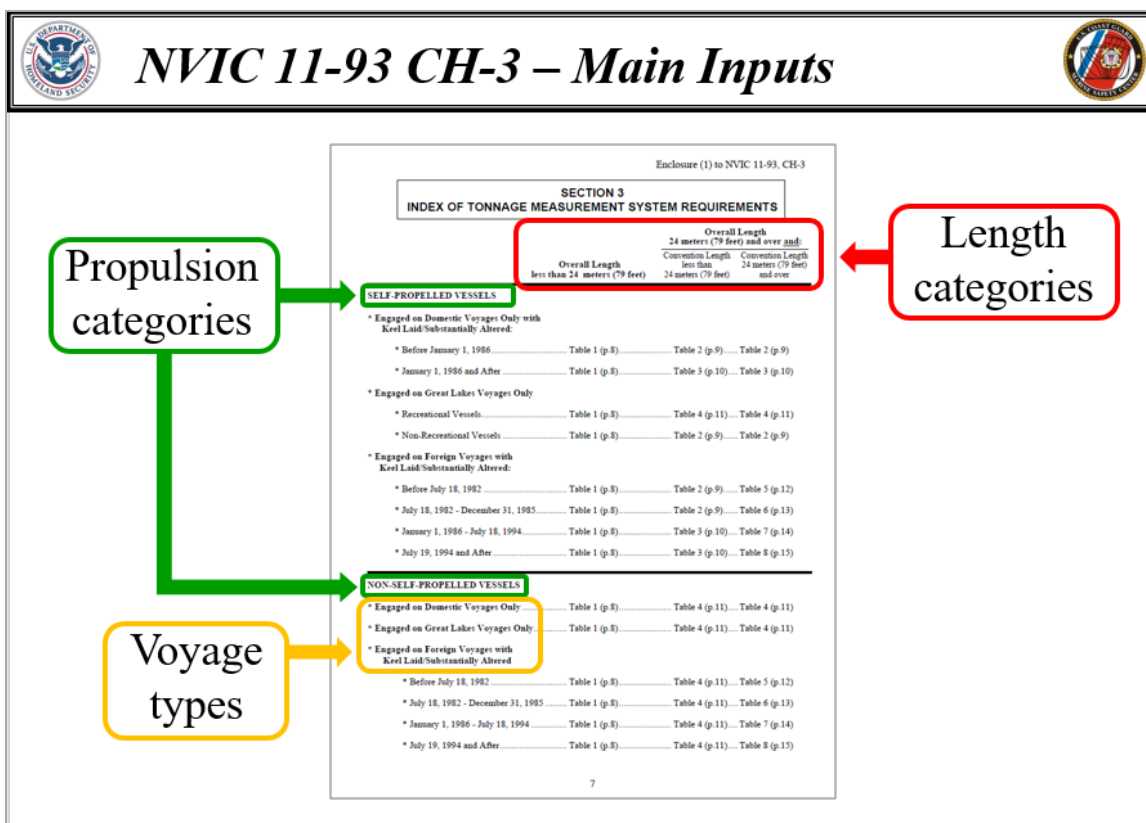 U.S. DEPARTMENT OF
HOMELAND SECURITY
NVIC 11-93 CH-3 – Main Inputs
U.S. COAST GUARD
MARINE SAFETY CENTER
Enclosure (1) to NVIC 11-93, CH-3
SECTION 3
INDEX OF TONNAGE MEASUREMENT SYSTEM REQUIREMENTS
Overall Length
24 meters (79 feet) and over and:
Overall Length
less than 24 meters (79 feet)
Convention Length
less than
24 meters (79 feet)
Convention Length
24 meters (79 feet)
and over
Length
categories
Propulsion
categories
SELF-PROPELLED VESSELS
* Engaged on Domestic Voyages Only with
Keel Laid/Substantially Altered:
* Before January 1, 1986 Table 1 (p.8) Table 2 (p.9) Table 2 (p.9)
* January 1, 1986 and After Table 1 (p.8) Table 3 (p.10) Table 3 (p.10)
* Engaged on Great Lakes Voyages Only
* Recreational Vessels Table 1 (p.8) Table 4 (p.11) Table 4 (p.11)
* Non-Recreational Vessels Table 1 (p.8) Table 2 (p.9) Table 2 (p.9)
* Engaged on Foreign Voyages with
Keel Laid/Substantially Altered:
* Before July 18, 1982 Table 1 (p.8) Table 2 (p.9) Table 5 (p.12)
* July 18, 1982 - December 31, 1985 Table 1 (p.8) Table 2 (p.9) Table 6 (p.13)
* January 1, 1986 - July 18, 1994 Table 1 (p.8) Table 3 (p.10) Table 7 (p.14)
* July 19, 1994 and After Table 1 (p.8) Table 3 (p.10) Table 8 (p.15)
NON-SELF-PROPELLED VESSELS
* Engaged on Domestic Voyages Only Table 1 (p.8) Table 4 (p.11) Table 4 (p.11)
* Engaged on Great Lakes Voyages Only Table 1 (p.8) Table 4 (p.11) Table 4 (p.11)
* Engaged on Foreign Voyages with
Keel Laid/Substantially Altered
Voyage
types
* Before July 18, 1982 Table 1 (p.8) Table 4 (p.11) Table 5 (p.12)
* July 18, 1982 - December 31, 1985 Table 1 (p.8) Table 4 (p.11) Table 6 (p.13)
* January 1, 1986 - July 18, 1994 Table 1 (p.8) Table 4 (p.11) Table 7 (p.14)
* July 19, 1994 and After Table 1 (p.8) Table 4 (p.11) Table 8 (p.15)
7